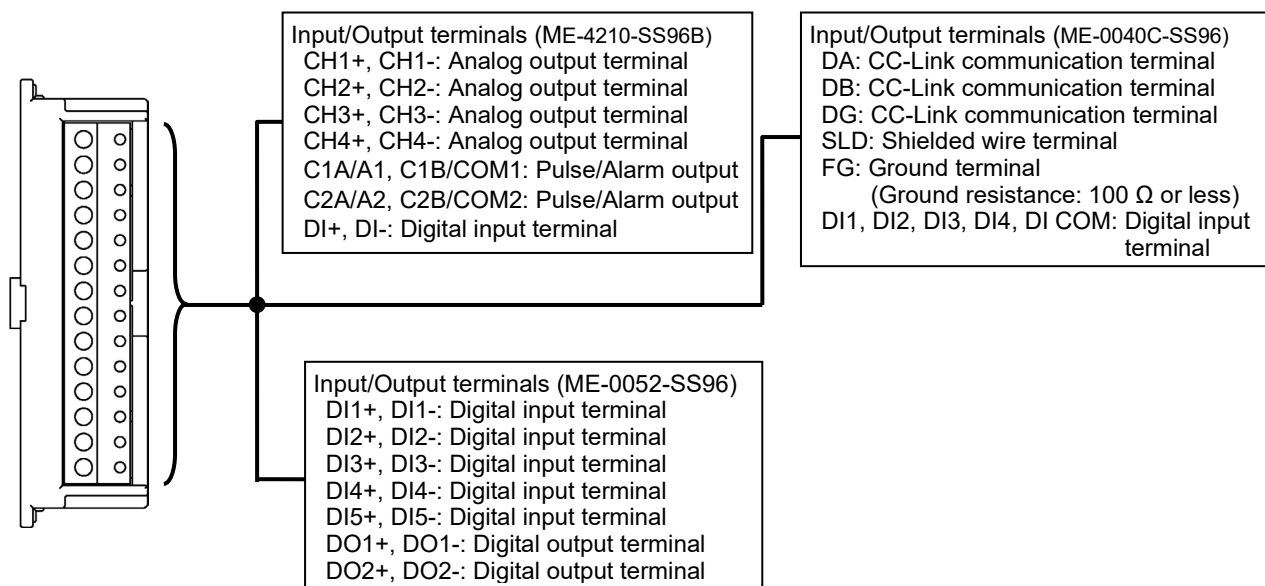 Input/Output terminals (ME-4210-SS96B)
CH1+, CH1-: Analog output terminal
CH2+, CH2-: Analog output terminal
CH3+, CH3-: Analog output terminal
CH4+, CH4-: Analog output terminal
C1A/A1, C1B/COM1: Pulse/Alarm output
C2A/A2, C2B/COM2: Pulse/Alarm output
DI+, DI-: Digital input terminal
Input/Output terminals (ME-0040C-SS96)
DA: CC-Link communication terminal
DB: CC-Link communication terminal
DG: CC-Link communication terminal
SLD: Shielded wire terminal
FG: Ground terminal
(Ground resistance: 100 Ω or less)
DI1, DI2, DI3, DI4, DI COM: Digital input
terminal
Input/Output terminals (ME-0052-SS96)
DI1+, DI1-: Digital input terminal
DI2+, DI2-: Digital input terminal
DI3+, DI3-: Digital input terminal
DI4+, DI4-: Digital input terminal
DI5+, DI5-: Digital input terminal
DO1+, DO1-: Digital output terminal
DO2+, DO2-: Digital output terminal